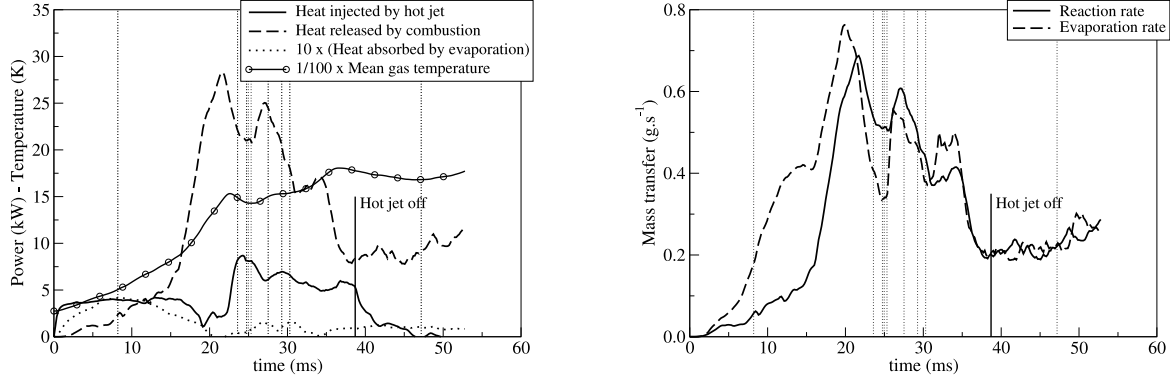 Heat injected by hot jet
Heat released by combustion
10 x (Heat absorbed by evaporation)
1/100 x Mean gas temperature
35
30
25
20
15
10
5
0
Power (kW) - Temperature (K)
Hot jet off
0 10 20 30 40 50 60
time (ms)
Reaction rate
Evaporation rate
0.8
0.6
0.4
0.2
0.0
Mass transfer (g.s⁻¹)
Hot jet off
0 10 20 30 40 50 60
time (ms)